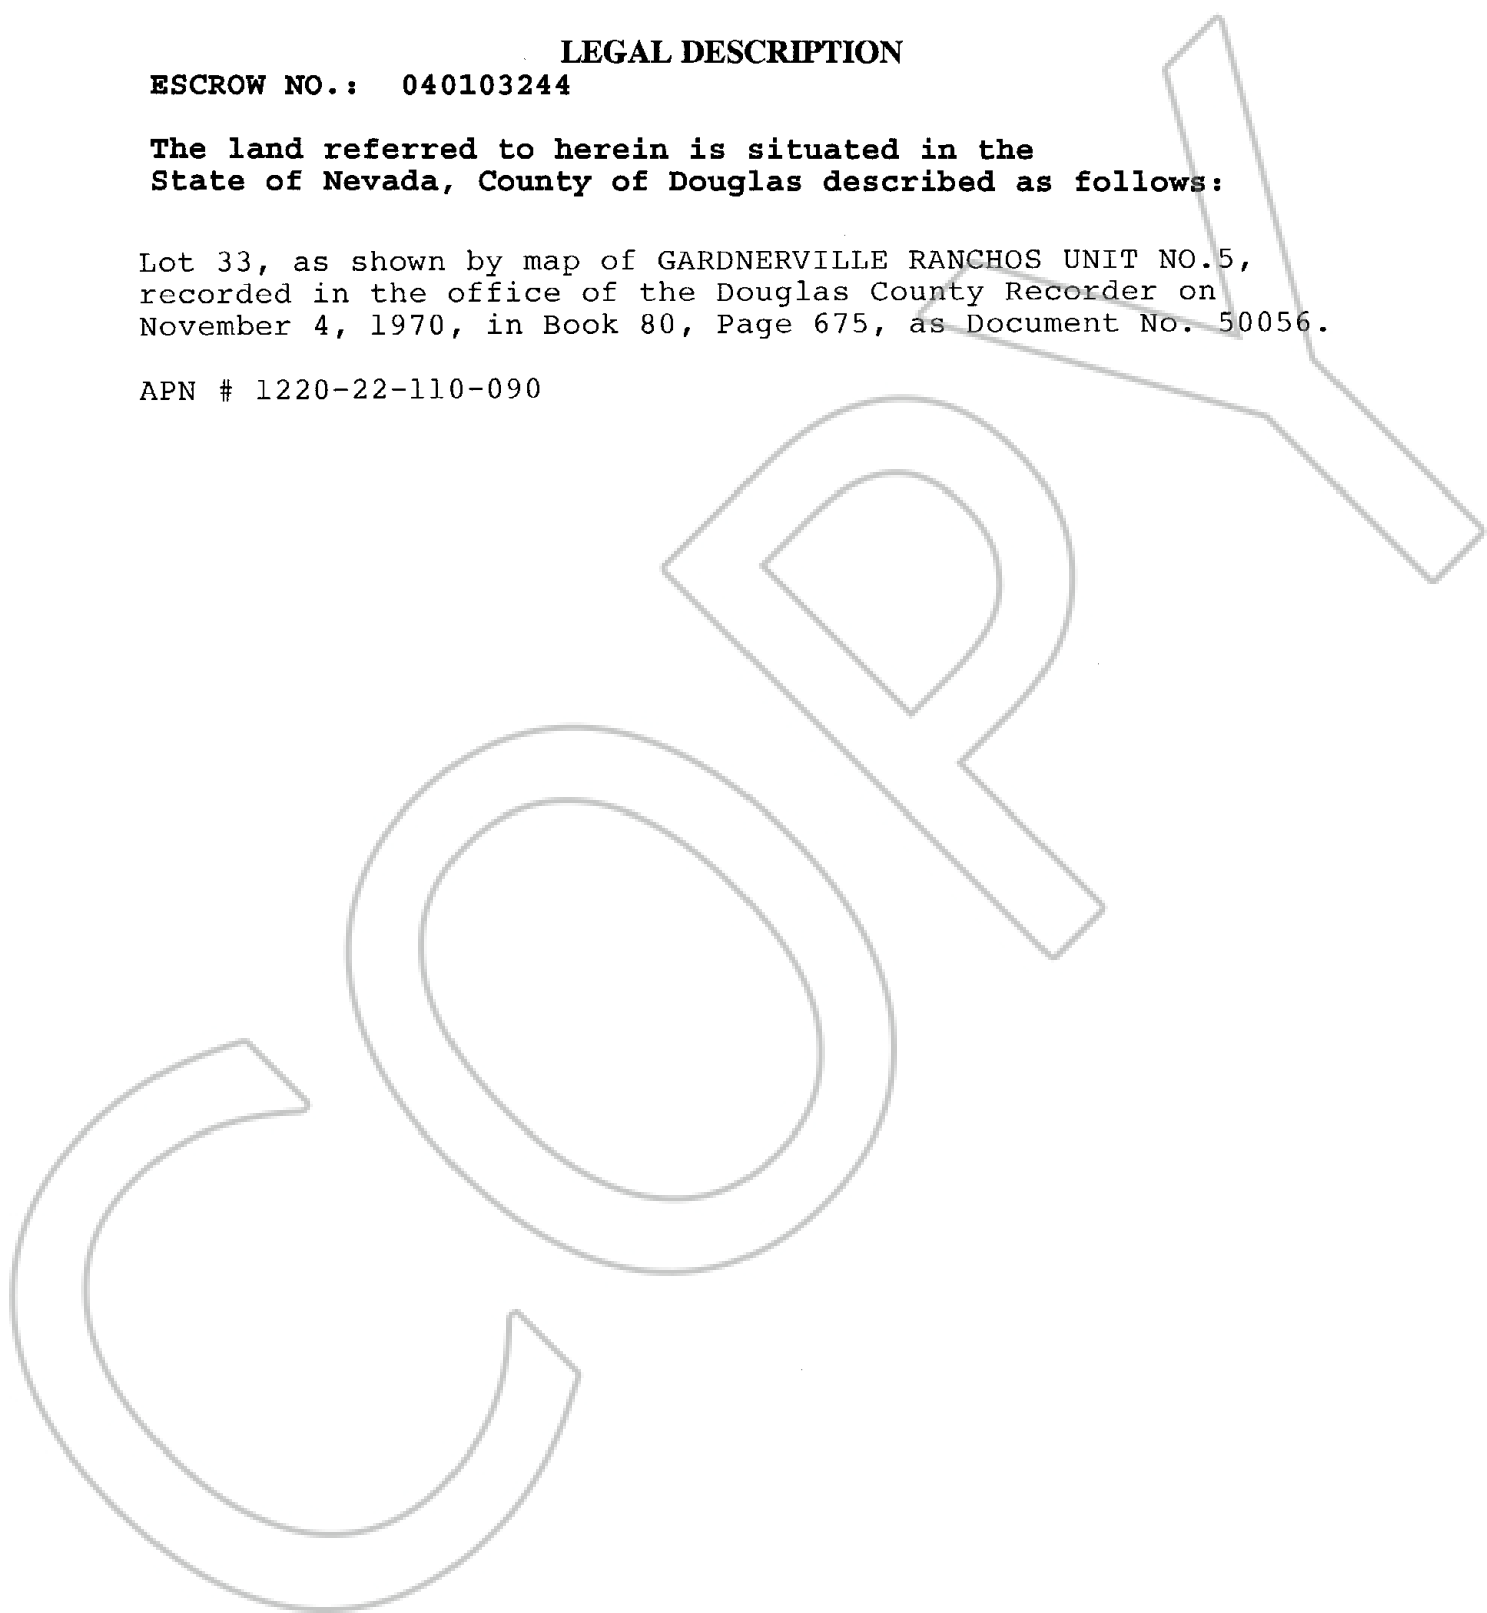 LEGAL DESCRIPTION
ESCROW NO.: 040103244
The land referred to herein is situated in the
State of Nevada, County of Douglas described as follows:
Lot 33, as shown by map of GARDNERVILLE RANCHOS UNIT NO.5,
recorded in the office of the Douglas County Recorder on
November 4, 1970, in Book 80, Page 675, as Document No. 50056.
APN # 1220-22-110-090
COPY